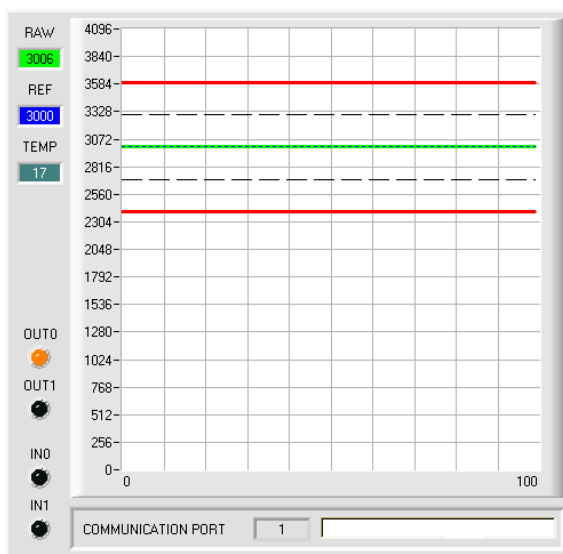 RAW
3006
REF
3000
TEMP
17
OUT0
OUT1
IN0
IN1
4096
3840
3584
3328
3072
2816
2560
2304
2048
1792
1536
1280
1024
768
512
256
0
0 100
COMMUNICATION PORT 1